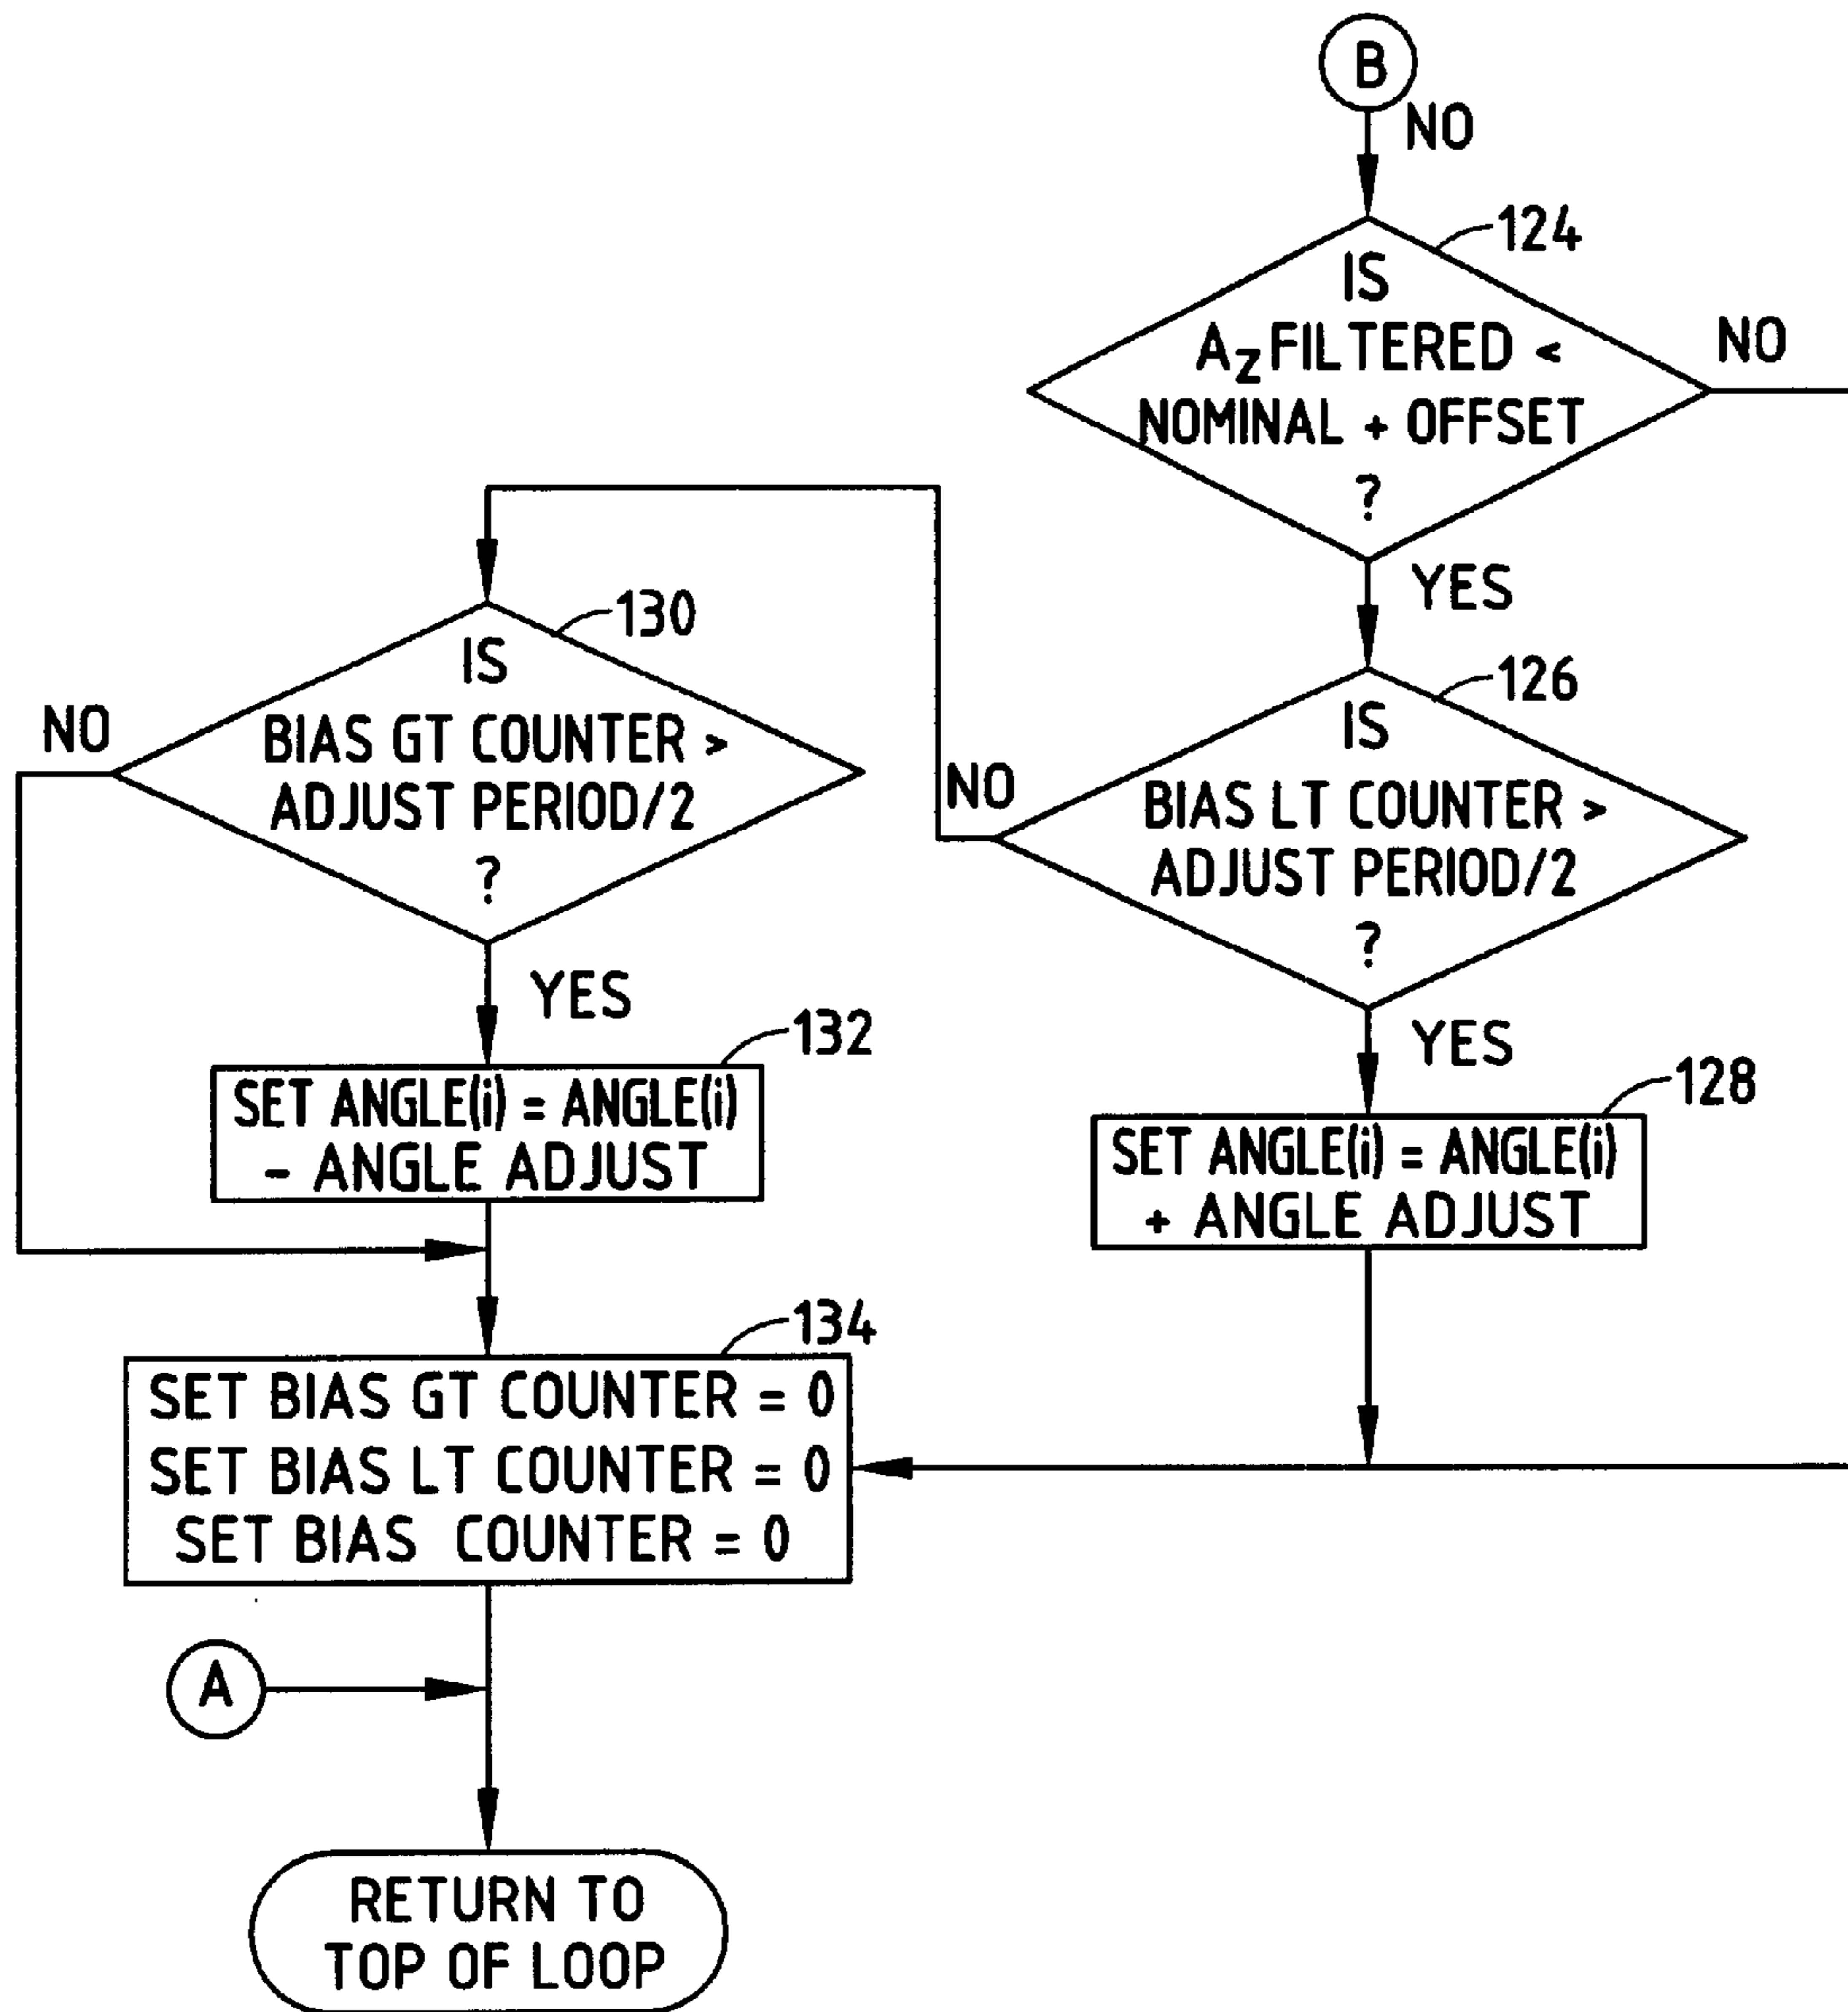 B
NO
124
IS
AZ FILTERED <
NOMINAL + OFFSET
?
NO
YES
126
IS
BIAS LT COUNTER >
ADJUST PERIOD/2
?
NO
YES
128
SET ANGLE(i) = ANGLE(i)
+ ANGLE ADJUST
130
IS
BIAS GT COUNTER >
ADJUST PERIOD/2
?
NO
YES
132
SET ANGLE(i) = ANGLE(i)
- ANGLE ADJUST
134
SET BIAS GT COUNTER = 0
SET BIAS LT COUNTER = 0
SET BIAS COUNTER = 0
A
RETURN TO
TOP OF LOOP